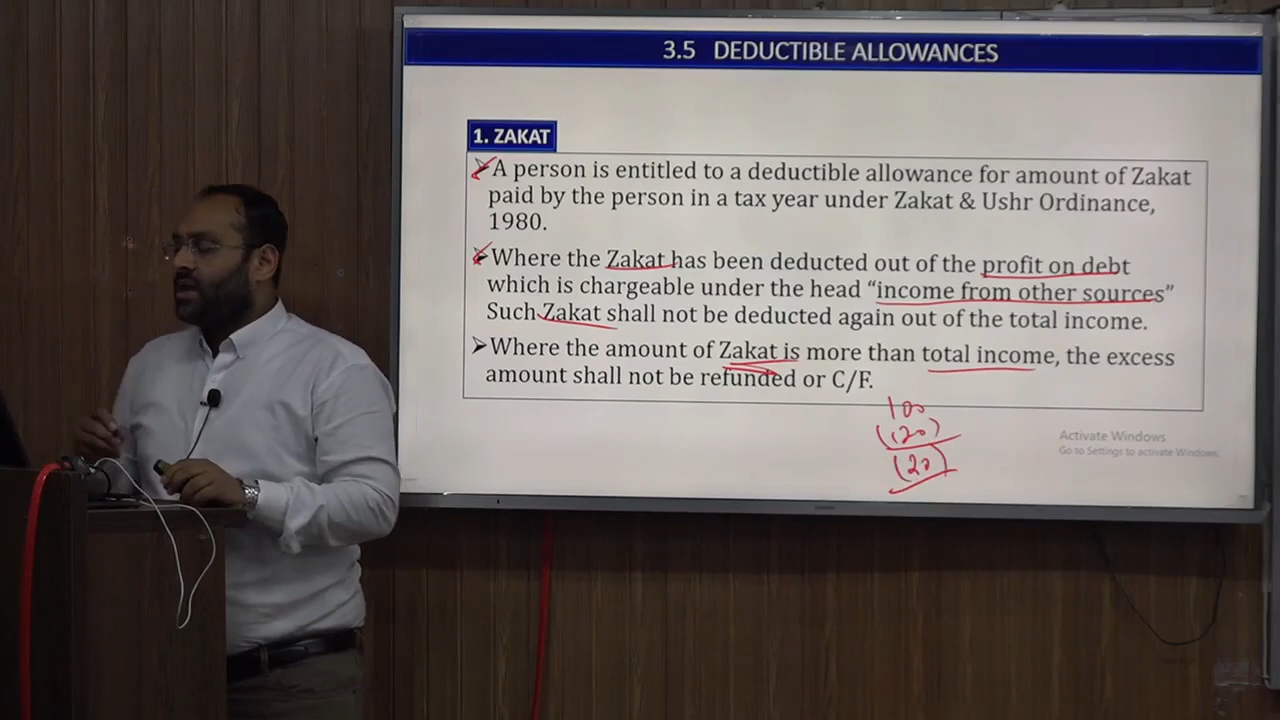 3.5 DEDUCTIBLE ALLOWANCES
1. ZAKAT
➢A person is entitled to a deductible allowance for amount of Zakat
paid by the person in a tax year under Zakat & Ushr Ordinance,
1980.
➢Where the Zakat has been deducted out of the profit on debt
which is chargeable under the head “income from other sources”
Such Zakat shall not be deducted again out of the total income.
➢Where the amount of Zakat is more than total income, the excess
amount shall not be refunded or C/F.
100
(120)
(20)
Activate Windows
Go to Settings to activate Windows.